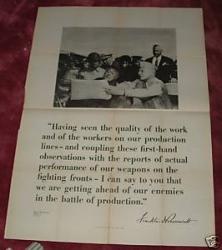 "Having seen the quality of the work
and of the workers on our production
lines – and coupling these first-hand
observations with the reports of actual
performance of our weapons on the
fighting fronts – I can say to you that
we are getting ahead of our enemies
in the battle of production."
Franklin D. Roosevelt